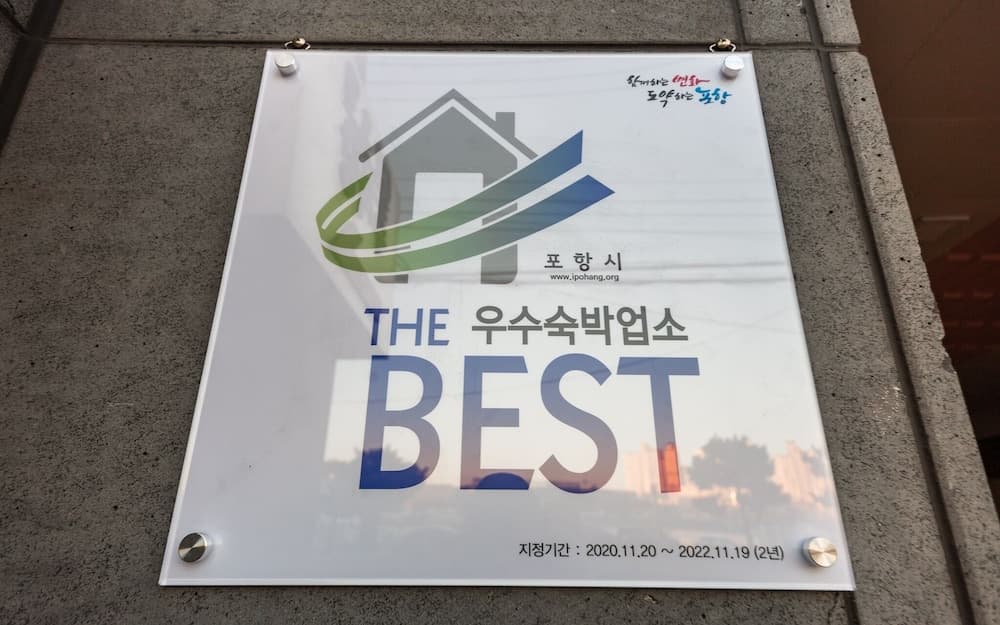 함께하는 변화
도약하는 포항
포항시
www.ipohang.org
THE 우수숙박업소
BEST
지정기간 : 2020.11.20 ~ 2022.11.19 (2년)